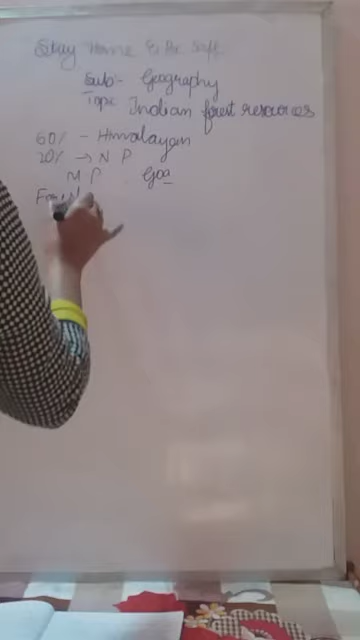 Stay Home & Be Safe
Sub:- Geography
Topic Indian forest resources
60% - Himalayan
20% → N P
M P Goa